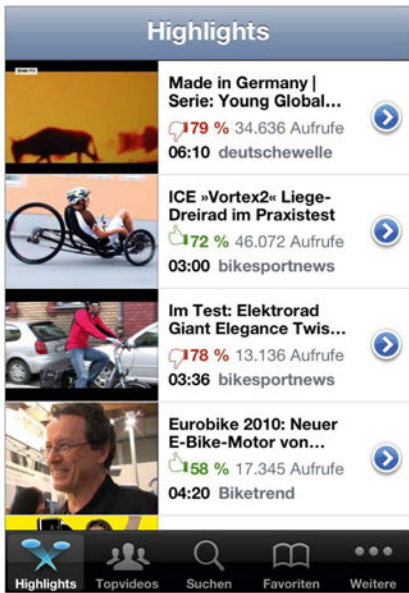 Highlights
Made in Germany |
Serie: Young Global...
79 % 34.636 Aufrufe
06:10 deutschewelle
ICE »Vortex2« Liege-
Dreirad im Praxistest
72 % 46.072 Aufrufe
03:00 bikesportnews
Im Test: Elektrorad
Giant Elegance Twis...
78 % 13.136 Aufrufe
03:36 bikesportnews
Eurobike 2010: Neuer
E-Bike-Motor von...
58 % 17.345 Aufrufe
04:20 Biketrend
Highlights Topvideos Suchen Favoriten Weitere